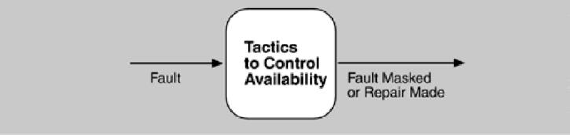 Fault
Tactics
to Control
Availability
Fault Masked
or Repair Made